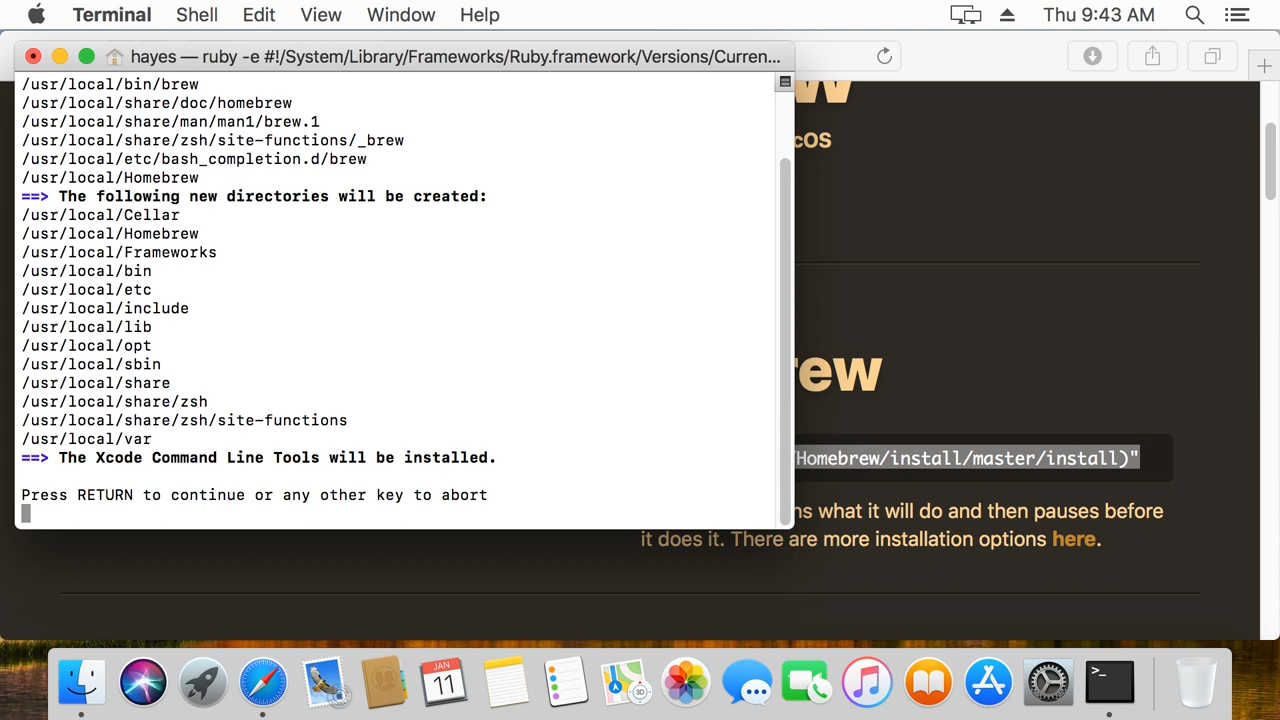 Terminal Shell Edit View Window Help Thu 9:43 AM
hayes — ruby -e #!/System/Library/Frameworks/Ruby.framework/Versions/Curren...
/usr/local/bin/brew
/usr/local/share/doc/homebrew
/usr/local/share/man/man1/brew.1
/usr/local/share/zsh/site-functions/_brew
/usr/local/etc/bash_completion.d/brew
/usr/local/Homebrew
==> The following new directories will be created:
/usr/local/Cellar
/usr/local/Homebrew
/usr/local/Frameworks
/usr/local/bin
/usr/local/etc
/usr/local/include
/usr/local/lib
/usr/local/opt
/usr/local/sbin
/usr/local/share
/usr/local/share/zsh
/usr/local/share/zsh/site-functions
/usr/local/var
==> The Xcode Command Line Tools will be installed.
Press RETURN to continue or any other key to abort
w
cOS
rew
/Homebrew/install/master/install)"
ns what it will do and then pauses before
it does it. There are more installation options here.
JAN
11
3D
>_